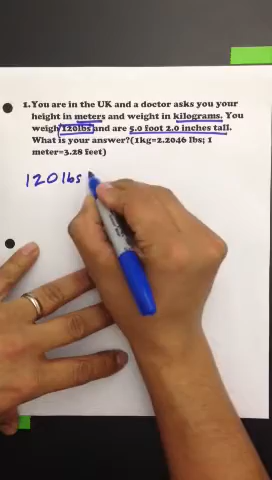 1. You are in the UK and a doctor asks you your
height in meters and weight in kilograms. You
weigh 120lbs and are 5.0 foot 2.0 inches tall.
What is your answer?(1kg=2.2046 lbs; 1
meter=3.28 feet)
120 lbs